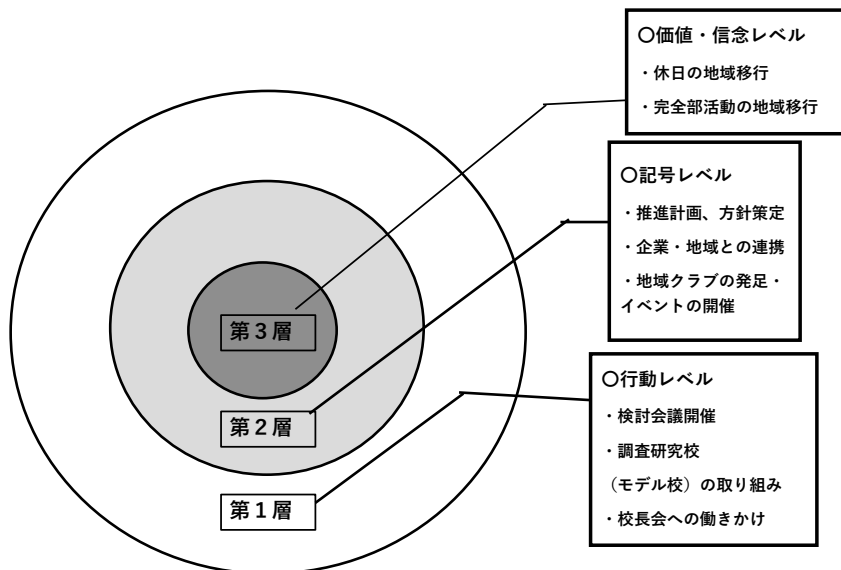 〇価値・信念レベル
・休日の地域移行
・完全部活動の地域移行
〇記号レベル
・推進計画、方針策定
・企業・地域との連携
・地域クラブの発足・
イベントの開催
〇行動レベル
・検討会議開催
・調査研究校
（モデル校）の取り組み
・校長会への働きかけ
第３層
第２層
第１層